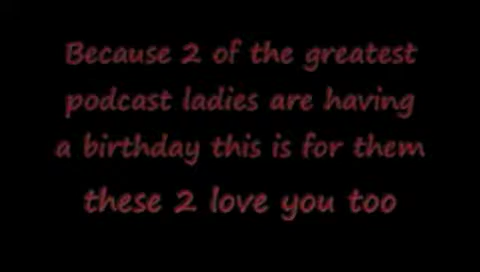 Because 2 of the greatest
podcast ladies are having
a birthday this is for them
these 2 love you too